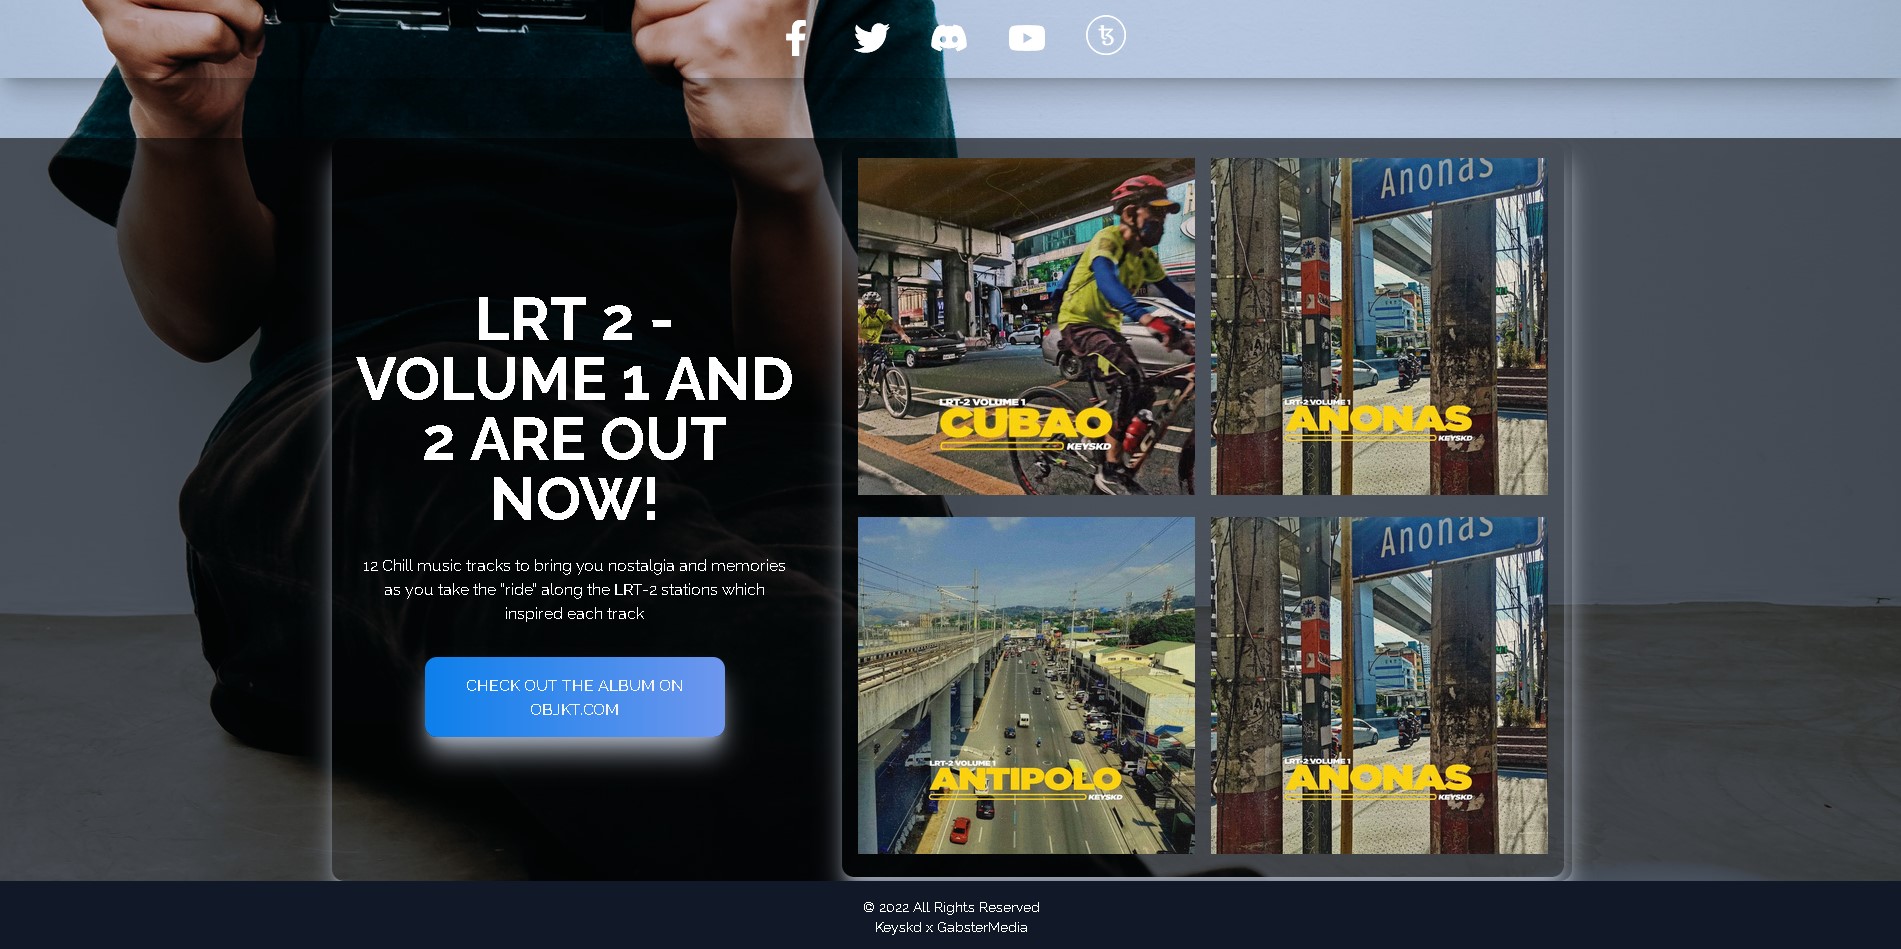 LRT 2 -
VOLUME 1 AND
2 ARE OUT
NOW!
12 Chill music tracks to bring you nostalgia and memories
as you take the "ride" along the LRT-2 stations which
inspired each track
CHECK OUT THE ALBUM ON
OBJKT.COM
LRT-2 VOLUME 1
CUBAO
KEYSKD
Anonas
LRT-2 VOLUME 1
ANONAS
KEYSKD
LRT-2 VOLUME 1
ANTIPOLO
KEYSKD
Anonas
LRT-2 VOLUME 1
ANONAS
KEYSKD
© 2022 All Rights Reserved
Keyskd x GabsterMedia